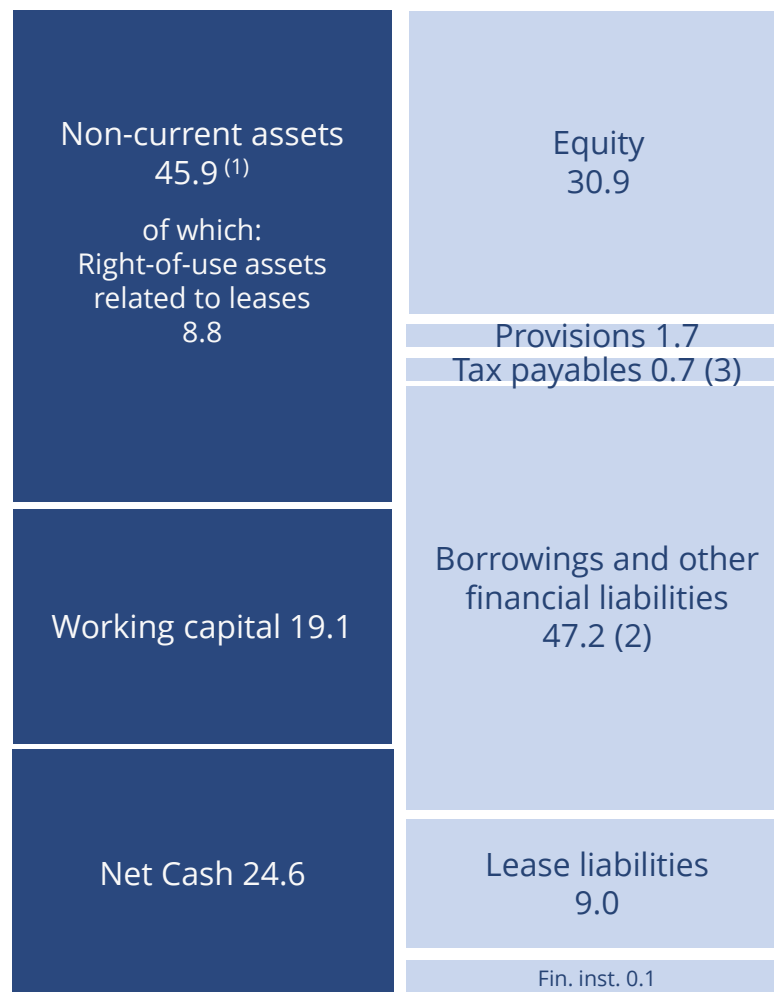 Non-current assets
45.9 (1)
of which:
Right-of-use assets
related to leases
8.8
Working capital 19.1
Net Cash 24.6
Equity
30.9
Provisions 1.7
Tax payables 0.7 (3)
Borrowings and other
financial liabilities
47.2 (2)
Lease liabilities
9.0
Fin. inst. 0.1